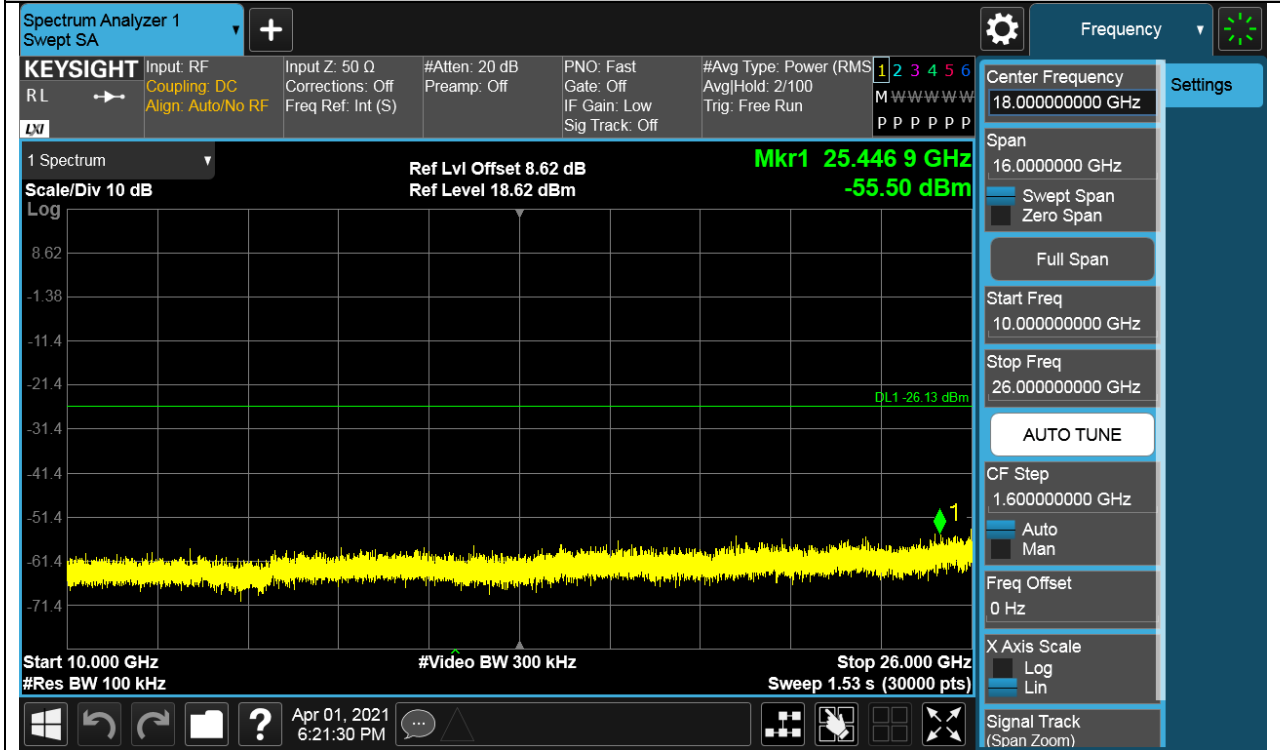 Spectrum Analyzer 1
Swept SA
+
Frequency
KEYSIGHT
RL
LXI
Input: RF
Coupling: DC
Align: Auto/No RF
Input Z: 50 Ω
Corrections: Off
Freq Ref: Int (S)
#Atten: 20 dB
Preamp: Off
PNO: Fast
Gate: Off
IF Gain: Low
Sig Track: Off
#Avg Type: Power (RMS
Avg|Hold: 2/100
Trig: Free Run
1 2 3 4 5 6
M W W W W W
P P P P P P
Center Frequency
18.000000000 GHz
Settings
Span
16.0000000 GHz
Swept Span
Zero Span
Full Span
Start Freq
10.000000000 GHz
Stop Freq
26.000000000 GHz
AUTO TUNE
CF Step
1.600000000 GHz
Auto
Man
Freq Offset
0 Hz
X Axis Scale
Log
Lin
Signal Track
(Span Zoom)
1 Spectrum
Scale/Div 10 dB
Log
Ref Lvl Offset 8.62 dB
Ref Level 18.62 dBm
Mkr1 25.446 9 GHz
-55.50 dBm
8.62
-1.38
-11.4
-21.4
DL1 -26.13 dBm
-31.4
-41.4
-51.4
1
-61.4
-71.4
Start 10.000 GHz
#Res BW 100 kHz
#Video BW 300 kHz
Stop 26.000 GHz
Sweep 1.53 s (30000 pts)
?
Apr 01, 2021
6:21:30 PM